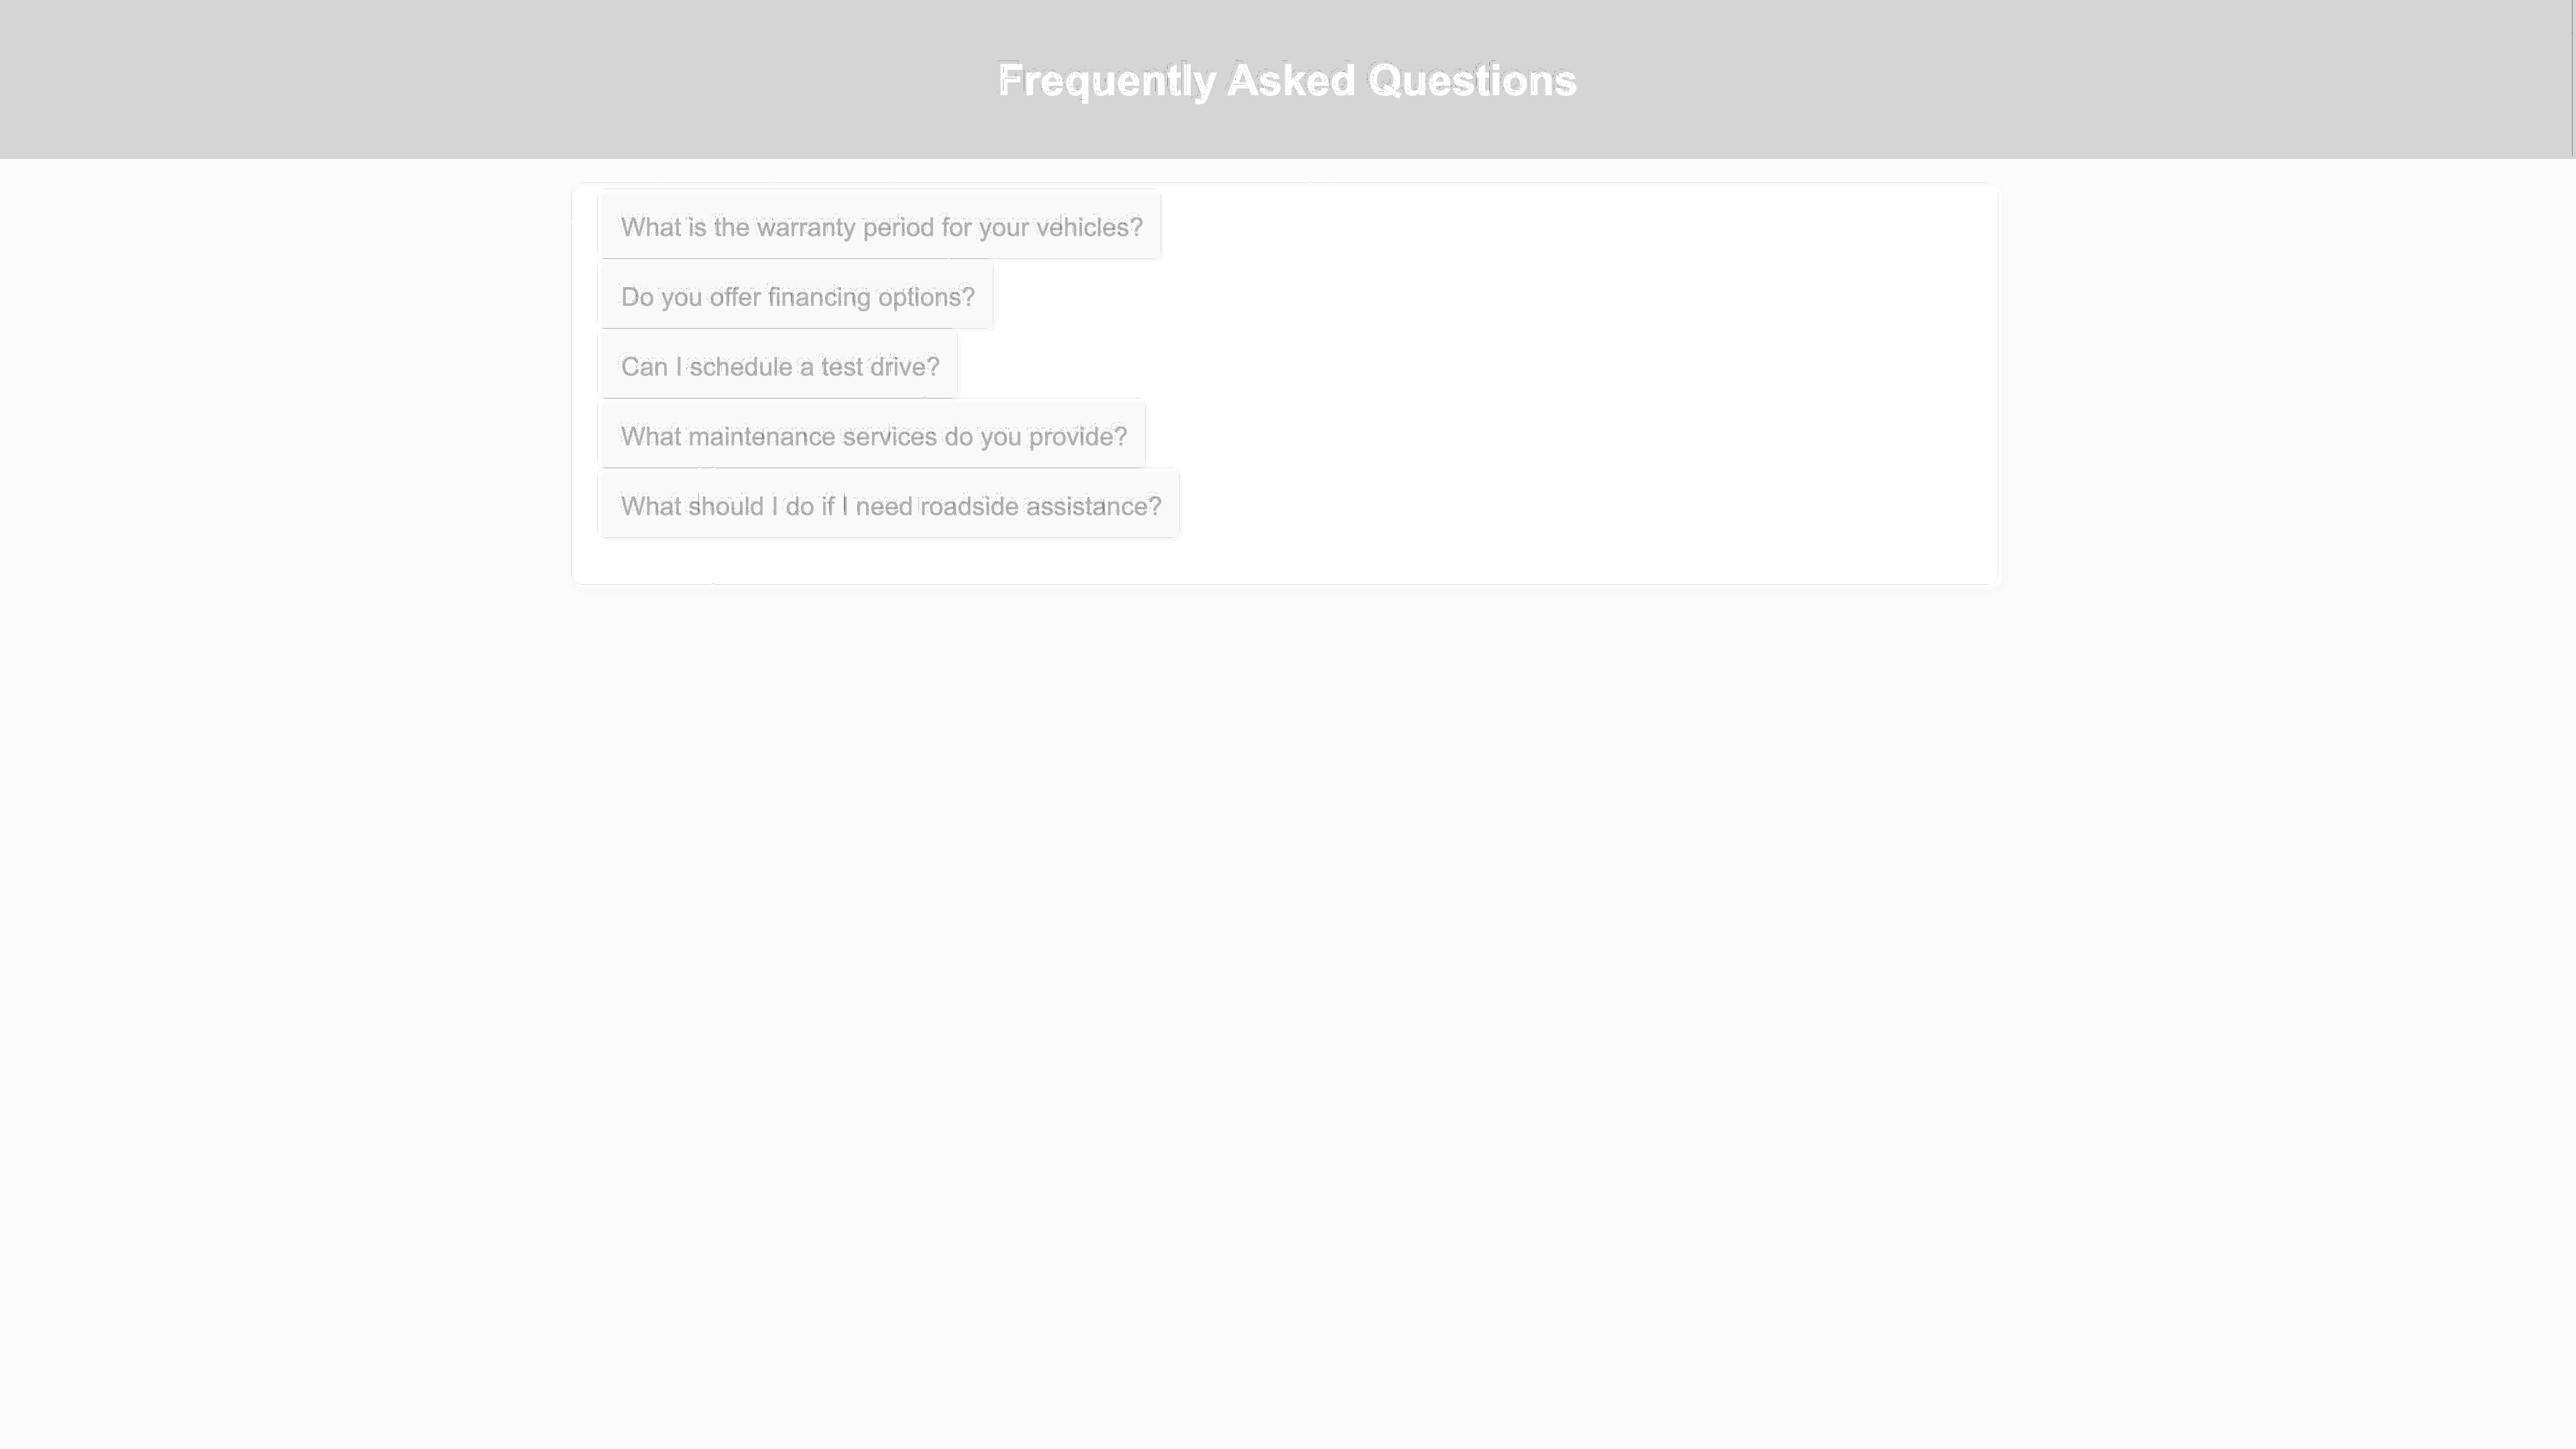 Frequently Asked Questions
What is the warranty period for your vehicles?
Do you offer financing options?
Can I schedule a test drive?
What maintenance services do you provide?
What should I do if I need roadside assistance?